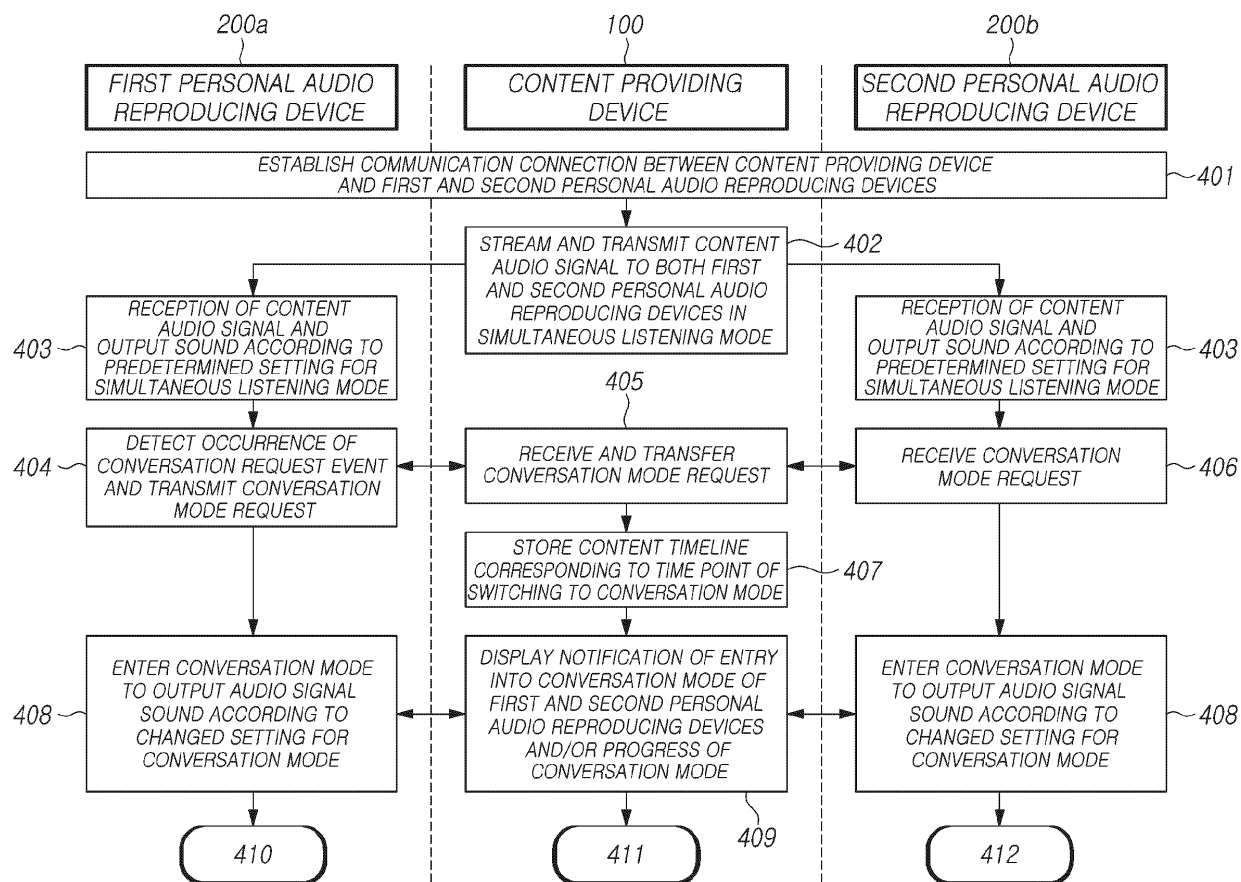 200a
100
200b
FIRST PERSONAL AUDIO
REPRODUCING DEVICE
CONTENT PROVIDING
DEVICE
SECOND PERSONAL AUDIO
REPRODUCING DEVICE
ESTABLISH COMMUNICATION CONNECTION BETWEEN CONTENT PROVIDING DEVICE
AND FIRST AND SECOND PERSONAL AUDIO REPRODUCING DEVICES
401
STREAM AND TRANSMIT CONTENT
AUDIO SIGNAL TO BOTH FIRST
AND SECOND PERSONAL AUDIO
REPRODUCING DEVICES IN
SIMULTANEOUS LISTENING MODE
402
RECEPTION OF CONTENT
AUDIO SIGNAL AND
OUTPUT SOUND ACCORDING TO
PREDETERMINED SETTING FOR
SIMULTANEOUS LISTENING MODE
403
RECEPTION OF CONTENT
AUDIO SIGNAL AND
OUTPUT SOUND ACCORDING TO
PREDETERMINED SETTING FOR
SIMULTANEOUS LISTENING MODE
403
404
DETECT OCCURRENCE OF
CONVERSATION REQUEST EVENT
AND TRANSMIT CONVERSATION
MODE REQUEST
405
RECEIVE AND TRANSFER
CONVERSATION MODE REQUEST
RECEIVE CONVERSATION
MODE REQUEST
406
STORE CONTENT TIMELINE
CORRESPONDING TO TIME POINT OF
SWITCHING TO CONVERSATION MODE
407
408
ENTER CONVERSATION MODE
TO OUTPUT AUDIO SIGNAL
SOUND ACCORDING TO
CHANGED SETTING FOR
CONVERSATION MODE
DISPLAY NOTIFICATION OF ENTRY
INTO CONVERSATION MODE OF
FIRST AND SECOND PERSONAL
AUDIO REPRODUCING DEVICES
AND/OR PROGRESS OF
CONVERSATION MODE
409
ENTER CONVERSATION MODE
TO OUTPUT AUDIO SIGNAL
SOUND ACCORDING TO
CHANGED SETTING FOR
CONVERSATION MODE
408
410
411
412